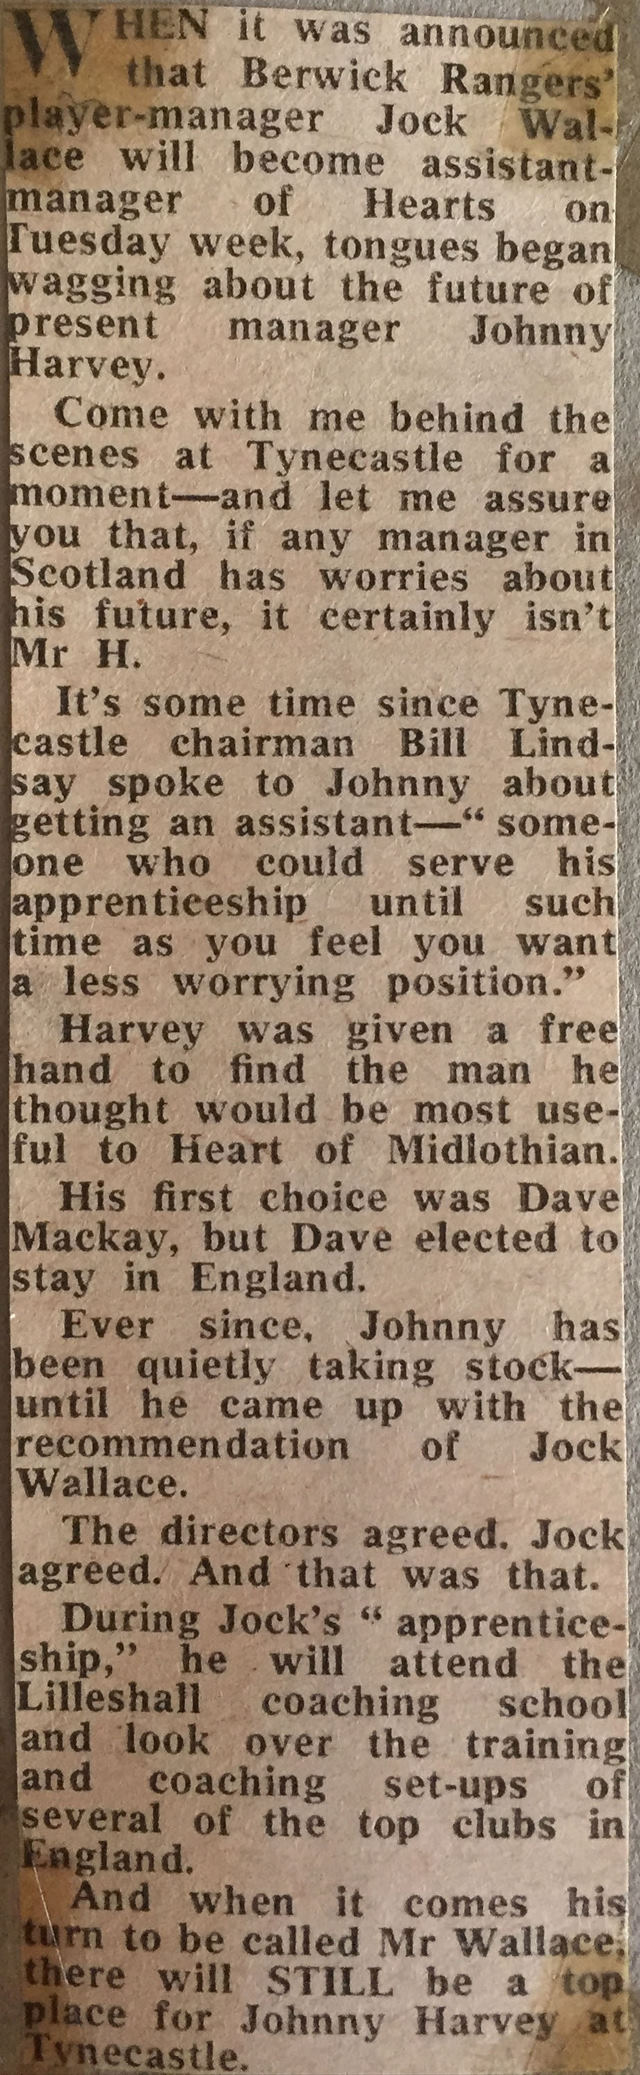 WHEN it was announced
that Berwick Rangers'
player-manager Jock Wal-
lace will become assistant-
manager of Hearts on
Tuesday week, tongues began
wagging about the future of
present manager Johnny
Harvey.
Come with me behind the
scenes at Tynecastle for a
moment—and let me assure
you that, if any manager in
Scotland has worries about
his future, it certainly isn't
Mr H.
It's some time since Tyne-
castle chairman Bill Lind-
say spoke to Johnny about
getting an assistant—“ some-
one who could serve his
apprenticeship until such
time as you feel you want
a less worrying position.”
Harvey was given a free
hand to find the man he
thought would be most use-
ful to Heart of Midlothian.
His first choice was Dave
Mackay, but Dave elected to
stay in England.
Ever since, Johnny has
been quietly taking stock—
until he came up with the
recommendation of Jock
Wallace.
The directors agreed. Jock
agreed. And that was that.
During Jock's “ apprentice-
ship,” he will attend the
Lilleshall coaching school
and look over the training
and coaching set-ups of
several of the top clubs in
England.
And when it comes his
turn to be called Mr Wallace,
there will STILL be a top
place for Johnny Harvey at
Tynecastle.